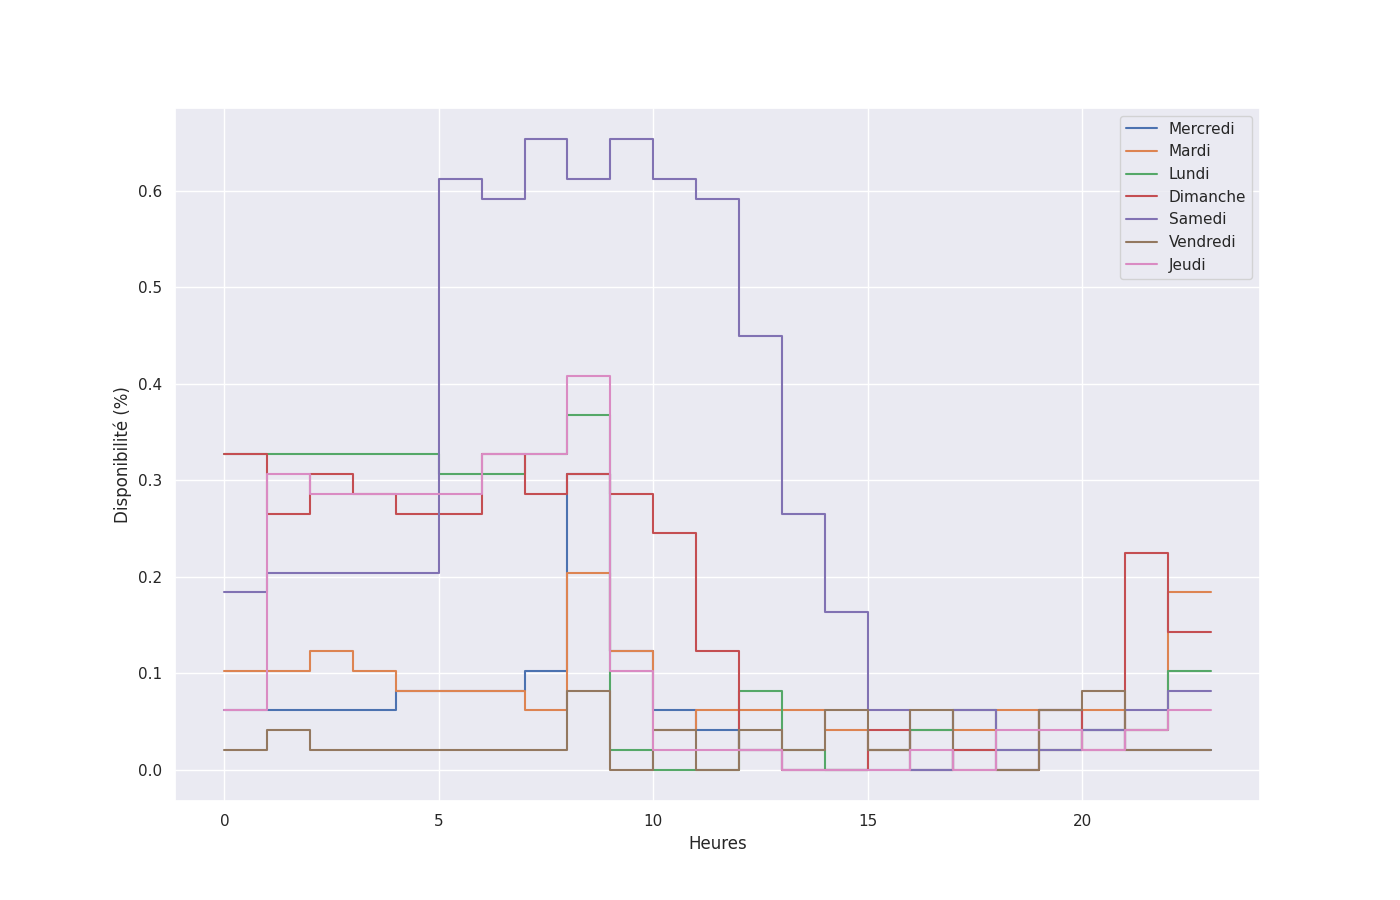 Mercredi
Mardi
Lundi
Dimanche
Samedi
Vendredi
Jeudi
0.6
0.5
0.4
0.3
0.2
0.1
0.0
Disponibilité (%)
0 5 10 15 20
Heures